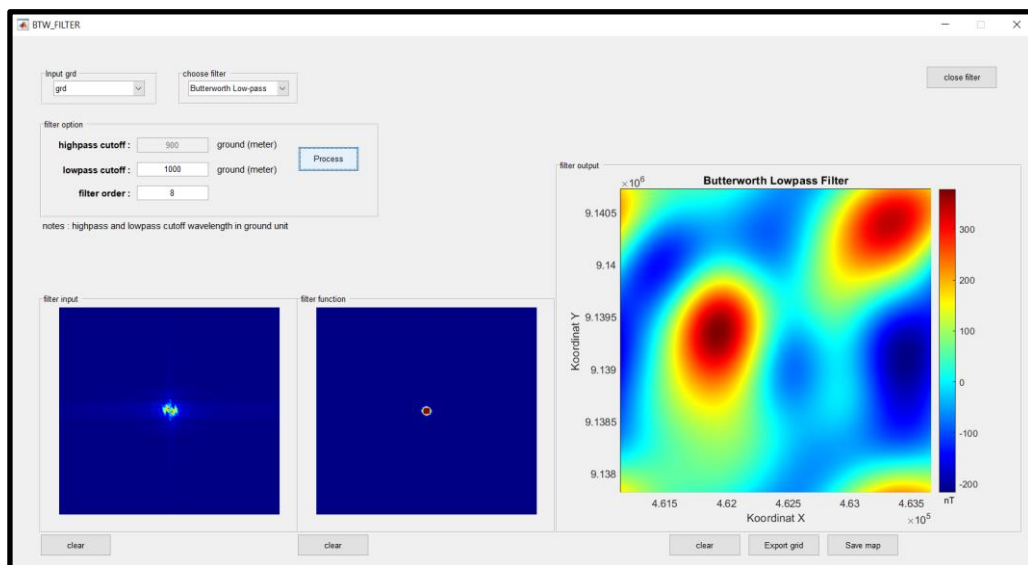 BTW_FILTER
Input grd
choose filter
grd
Butterworth Low-pass
close filter
filter option
highpass cutoff : 900 ground (meter)
lowpass cutoff : 1000 ground (meter)
filter order : 8
Process
notes : highpass and lowpass cutoff wavelength in ground unit
filter input
filter function
filter output
Butterworth Lowpass Filter
×10⁶
9.1405
9.14
9.1395
9.139
9.1385
9.138
Koordinat Y
4.615 4.62 4.625 4.63 4.635
Koordinat X
×10⁵
300
200
100
0
-100
-200
nT
clear
clear
clear
Export grid
Save map